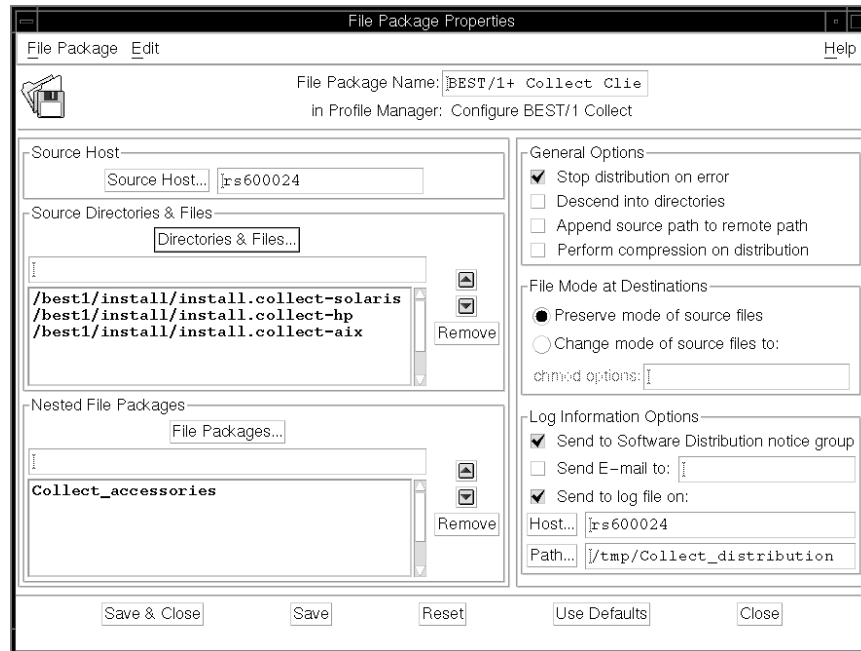 File Package Properties
File Package Edit Help
File Package Name: BEST/1+ Collect Clie
in Profile Manager: Configure BEST/1 Collect
Source Host
Source Host... rs600024
Source Directories & Files
Directories & Files...
/best1/install/install.collect-solaris
/best1/install/install.collect-hp
/best1/install/install.collect-aix
Remove
Nested File Packages
File Packages...
Collect_accessories
Remove
General Options
Stop distribution on error
Descend into directories
Append source path to remote path
Perform compression on distribution
File Mode at Destinations
Preserve mode of source files
Change mode of source files to:
chmod options:
Log Information Options
Send to Software Distribution notice group
Send E-mail to:
Send to log file on:
Host... rs600024
Path... /tmp/Collect_distribution
Save & Close Save Reset Use Defaults Close